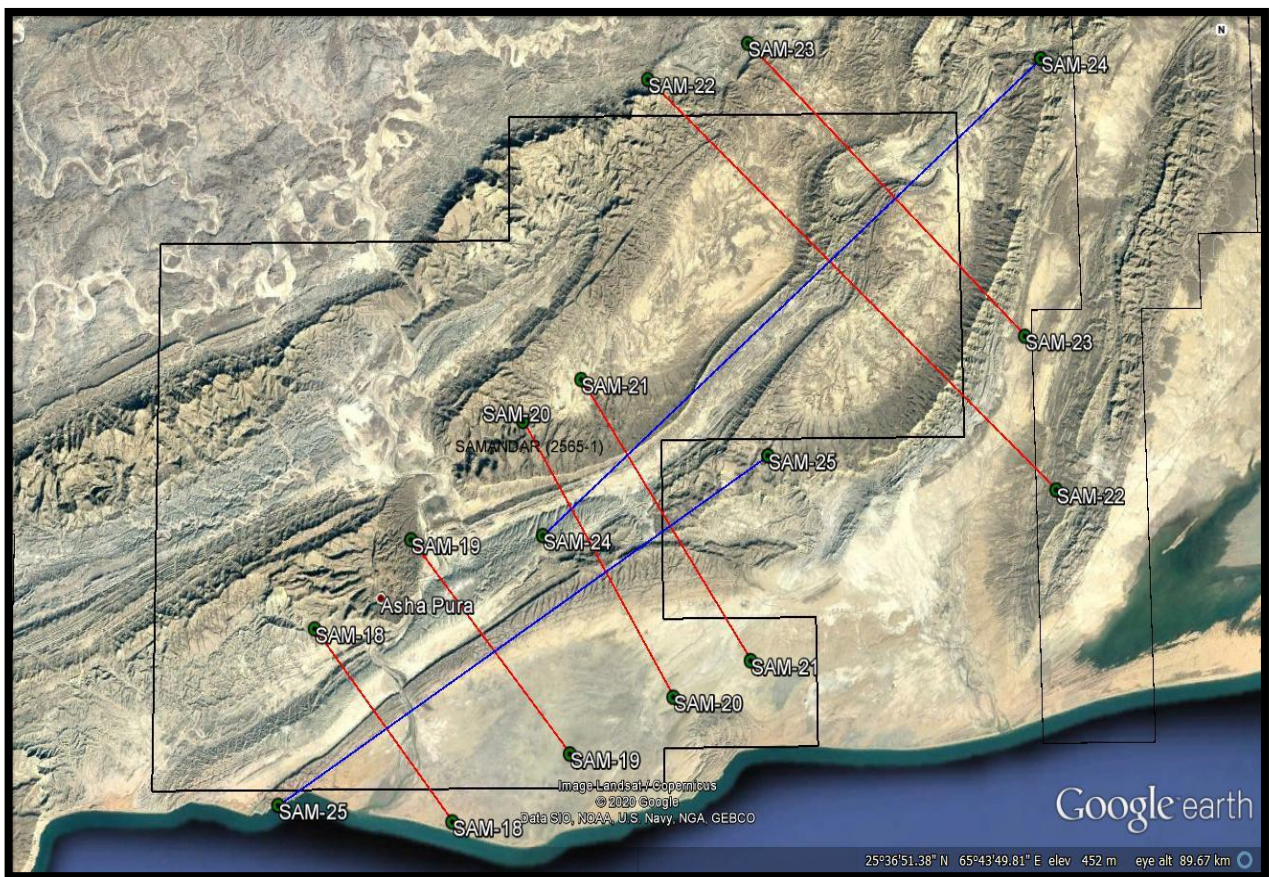 N
SAM-23
SAM-24
SAM-22
SAM-23
SAM-21
SAM-20
SAMANDAR (2565-1)
SAM-25
SAM-22
SAM-19
SAM-24
Asha Pura
SAM-18
SAM-21
SAM-20
SAM-19
Image Landsat / Copernicus
© 2020 Google
Data SIO, NOAA, U.S. Navy, NGA, GEBCO
SAM-25
SAM-18
Google earth
25°36'51.38" N 65°43'49.81" E elev 452 m eye alt 89.67 km